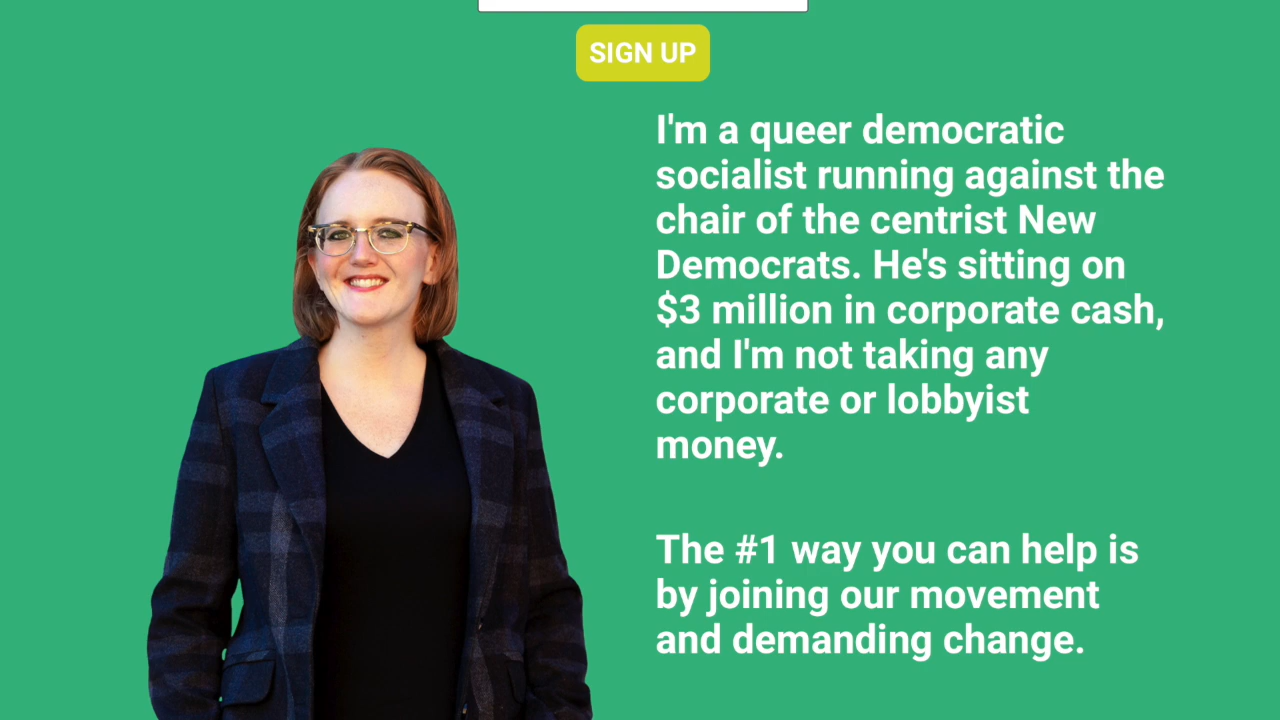 SIGN UP
I'm a queer democratic
socialist running against the
chair of the centrist New
Democrats. He's sitting on
$3 million in corporate cash,
and I'm not taking any
corporate or lobbyist
money.
The #1 way you can help is
by joining our movement
and demanding change.